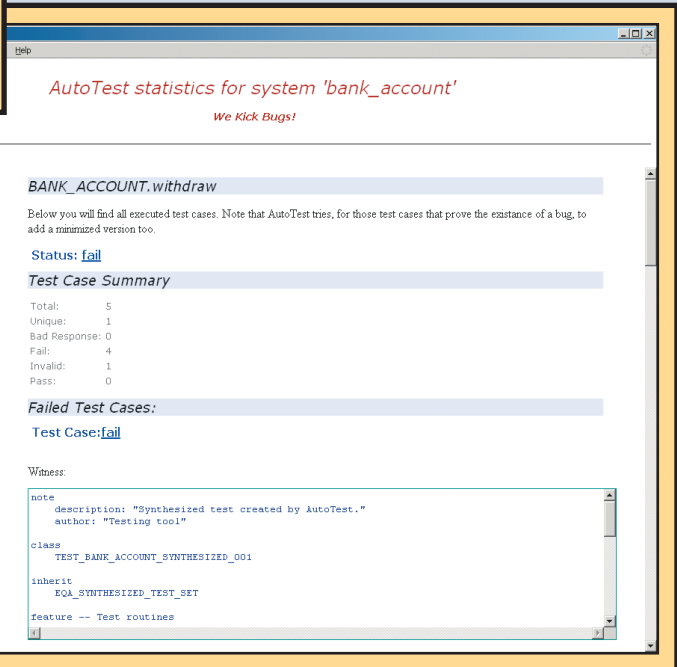 Help
AutoTest statistics for system 'bank_account'
We Kick Bugs!
BANK_ACCOUNT.withdraw
Below you will find all executed test cases. Note that AutoTest tries, for those test cases that prove the existance of a bug, to
add a minimized version too.
Status: fail
Test Case Summary
Total: 5
Unique: 1
Bad Response: 0
Fail: 4
Invalid: 1
Pass: 0
Failed Test Cases:
Test Case:fail
Witness:
note
description: "Synthesized test created by AutoTest."
author: "Testing tool"
class
TEST_BANK_ACCOUNT_SYNTHESIZED_001
inherit
EQA_SYNTHESIZED_TEST_SET
feature -- Test routines